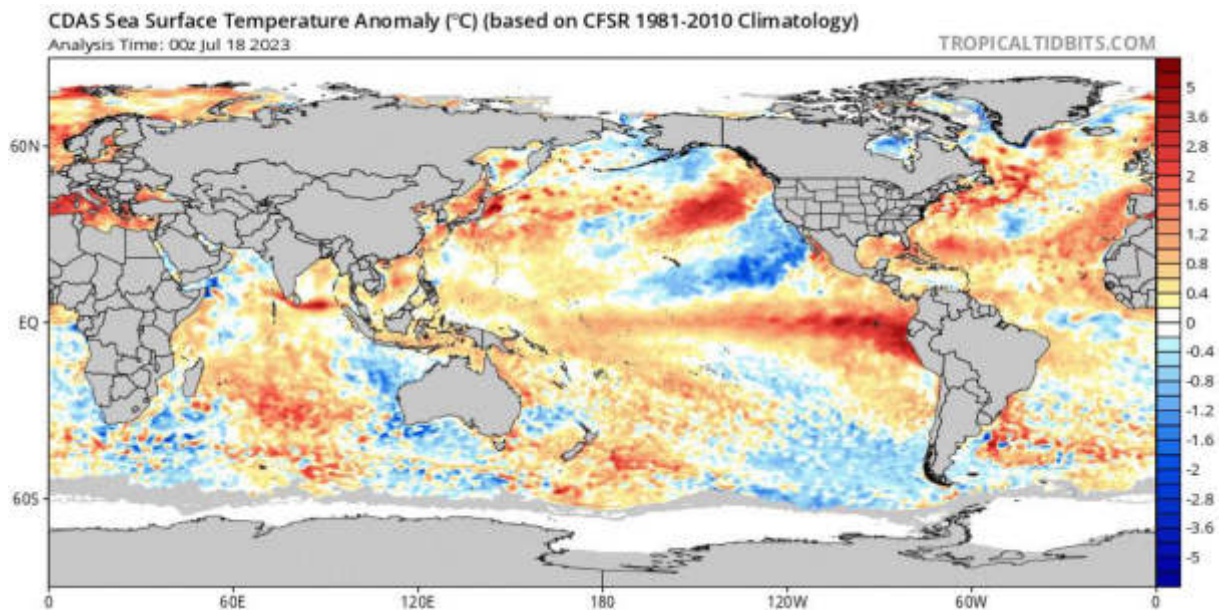 CDAS Sea Surface Temperature Anomaly (°C) (based on CFSR 1981-2010 Climatology)
Analysis Time: 00z Jul 18 2023
TROPICALTIDBITS.COM
60N
EQ
60S
0
60E
120E
180
120W
60W
0
5
3.6
2.8
2
1.6
1.2
0.8
0.4
0
-0.4
-0.8
-1.2
-1.6
-2
-2.8
-3.6
-5